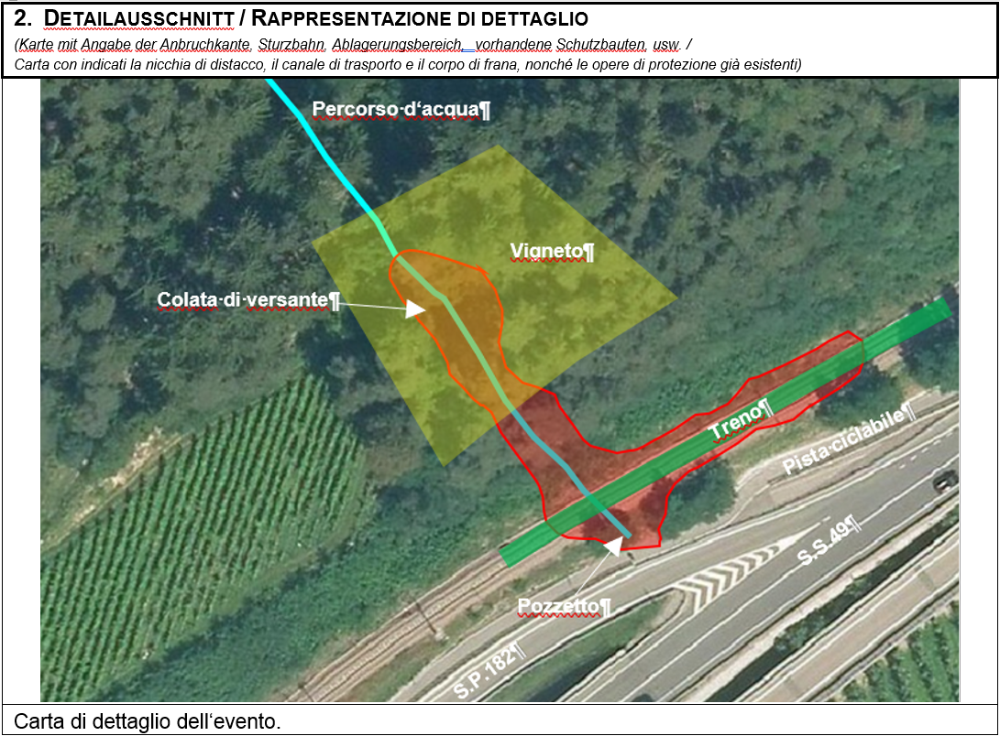 2. DETAILAUSSCHNITT / RAPPRESENTAZIONE DI DETTAGLIO
(Karte mit Angabe der Anbruchkante, Sturzbahn, Ablagerungsbereich, vorhandene Schutzbauten, usw. /
Carta con indicati la nicchia di distacco, il canale di trasporto e il corpo di frana, nonché le opere di protezione già esistenti)
Percorso·d‘acqua¶
Vigneto¶
Colata·di·versante¶
Treno¶
Pista·ciclabile¶
S.S.49¶
Pozzetto¶
S.P.182¶
Carta di dettaglio dell‘evento.